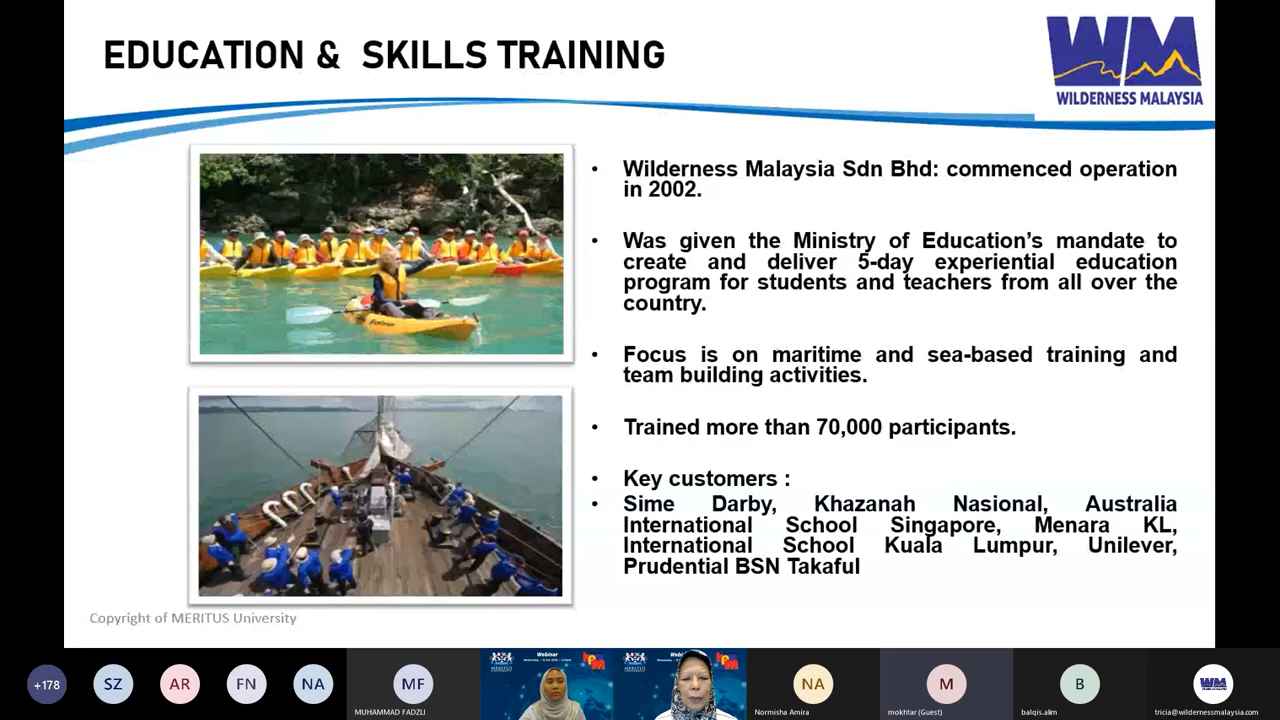 EDUCATION & SKILLS TRAINING
WM
WILDERNESS MALAYSIA
• Wilderness Malaysia Sdn Bhd: commenced operation
in 2002.
• Was given the Ministry of Education’s mandate to
create and deliver 5-day experiential education
program for students and teachers from all over the
country.
• Focus is on maritime and sea-based training and
team building activities.
• Trained more than 70,000 participants.
• Key customers :
• Sime Darby, Khazanah Nasional, Australia
International School Singapore, Menara KL,
International School Kuala Lumpur, Unilever,
Prudential BSN Takaful
Copyright of MERITUS University
+178
SZ
AR
FN
NA
MF
MUHAMMAD FADZLI
MERITUS
Webinar
NA
Normisha Amira
M
mokhtar (Guest)
B
balqis.alim
WM
tricia@wildernessmalaysia.com